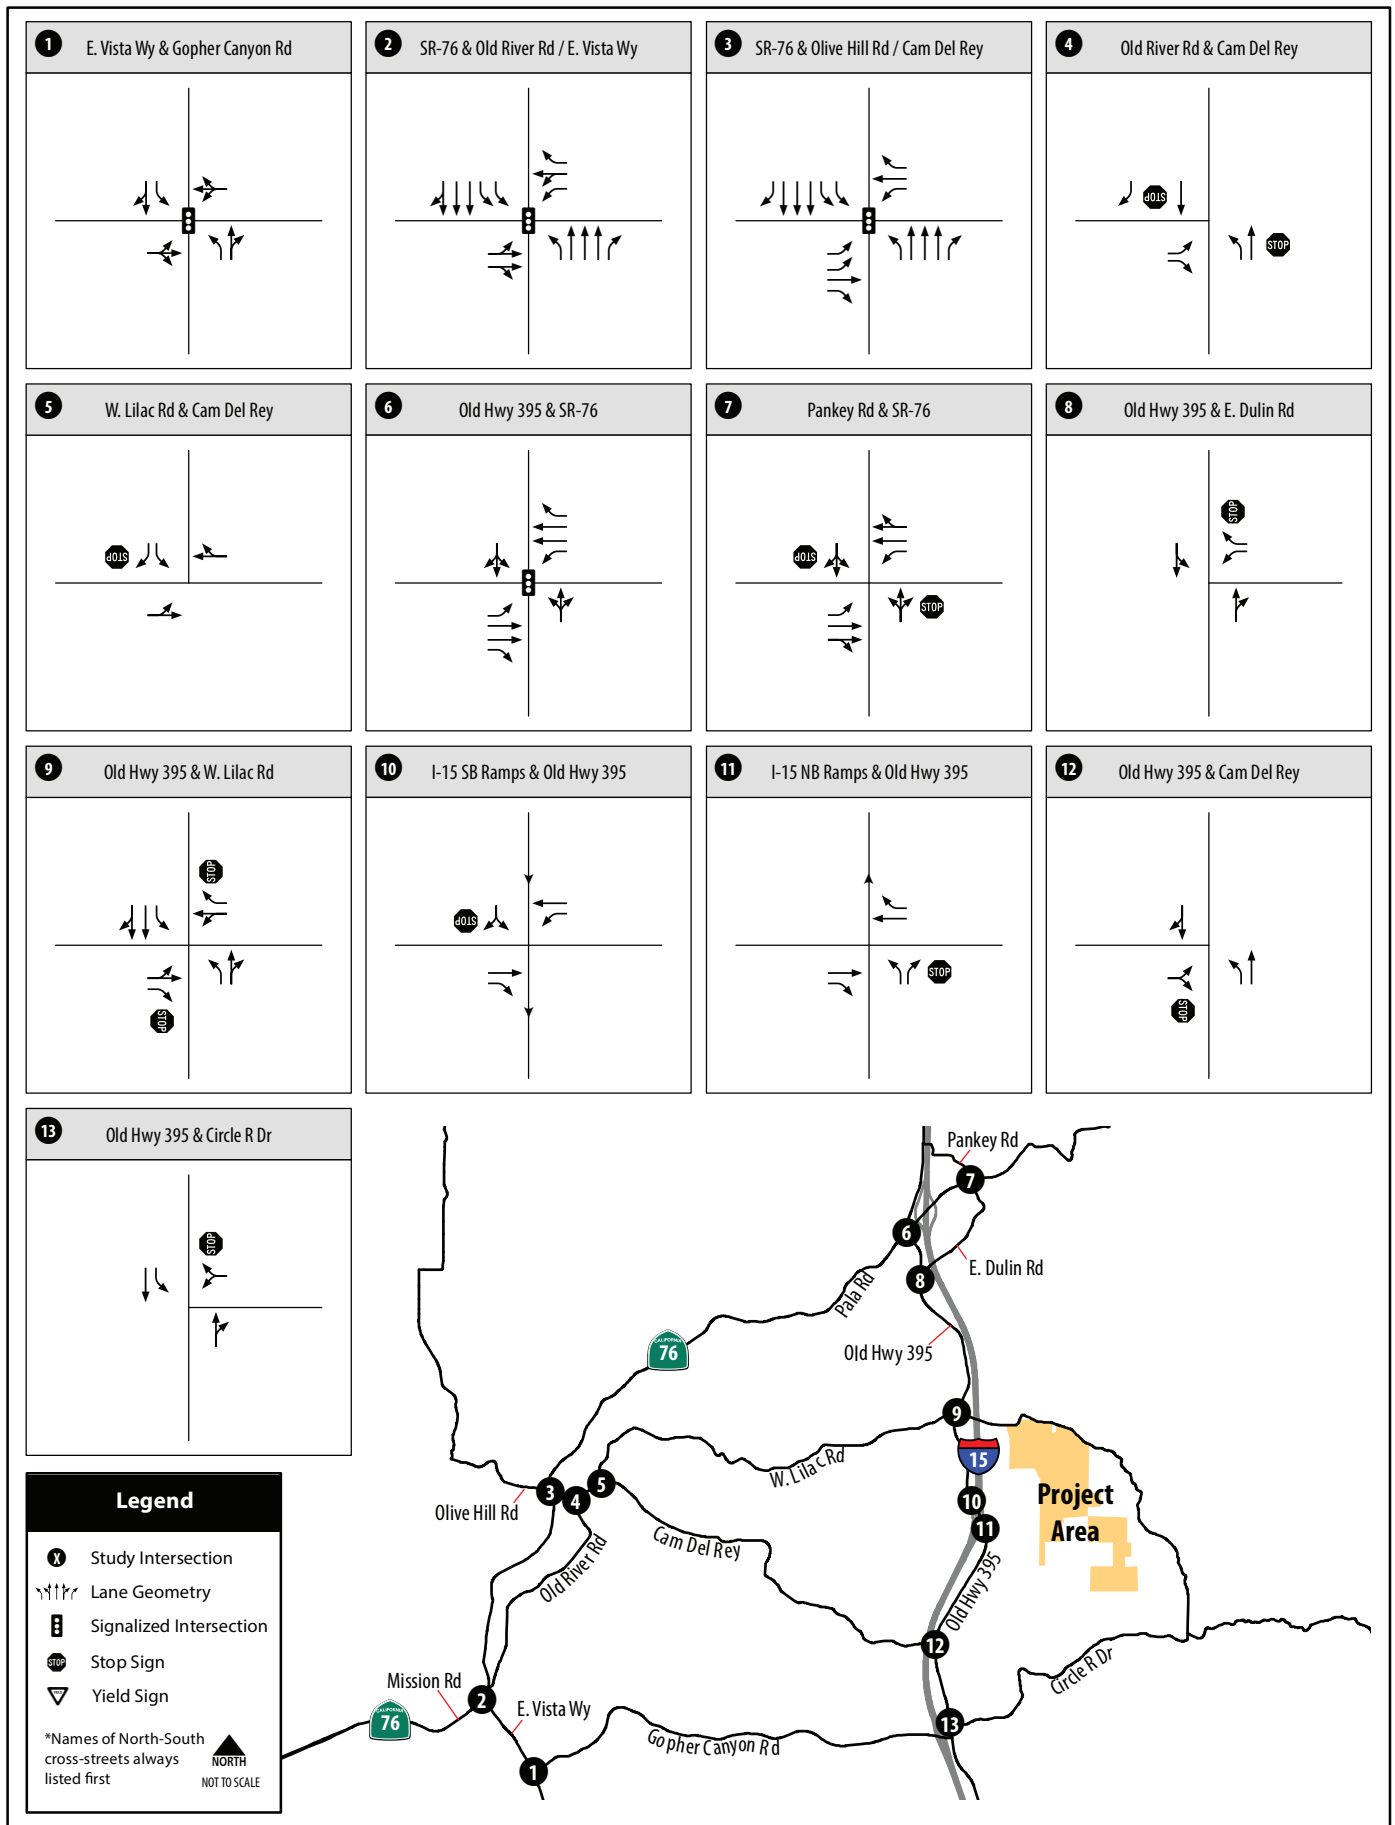 1 E. Vista Wy & Gopher Canyon Rd
2 SR-76 & Old River Rd / E. Vista Wy
3 SR-76 & Olive Hill Rd / Cam Del Rey
4 Old River Rd & Cam Del Rey
STOP
STOP
5 W. Lilac Rd & Cam Del Rey
STOP
6 Old Hwy 395 & SR-76
7 Pankey Rd & SR-76
STOP
STOP
8 Old Hwy 395 & E. Dulin Rd
STOP
9 Old Hwy 395 & W. Lilac Rd
STOP
STOP
10 I-15 SB Ramps & Old Hwy 395
STOP
11 I-15 NB Ramps & Old Hwy 395
STOP
12 Old Hwy 395 & Cam Del Rey
STOP
13 Old Hwy 395 & Circle R Dr
STOP
Pankey Rd
7
6
E. Dulin Rd
8
Pala Rd
CALIFORNIA
76
Old Hwy 395
9
15
W. Lilac Rd
Project
Area
5
3
4
10
11
Olive Hill Rd
Cam Del Rey
Old River Rd
Old Hwy 395
12
Circle R Dr
Mission Rd
2
E. Vista Wy
CALIFORNIA
76
13
Gopher Canyon Rd
1
Legend
X Study Intersection
Lane Geometry
Signalized Intersection
STOP Stop Sign
Yield Sign
*Names of North-South
cross-streets always
listed first
NORTH
NOT TO SCALE